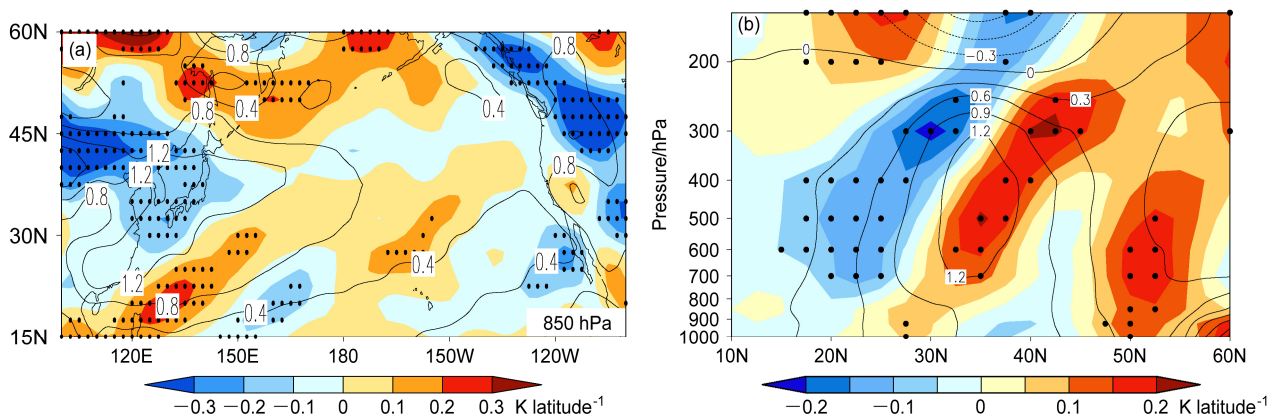 (a)
60N
45N
30N
15N
0.8
0.8
0.8
0.4
0.4
1.2
1.2
0.8
0.8
1.2
0.8
0.4
0.4
0.4
850 hPa
120E
150E
180
150W
120W
−0.3
−0.2
−0.1
0
0.1
0.2
0.3
K latitude⁻¹
(b)
Pressure/hPa
200
300
400
500
600
700
800
900
1000
0
−0.3
0
0.6
0.3
0.9
1.2
1.2
10N
20N
30N
40N
50N
60N
−0.2
−0.1
0
0.1
0.2
K latitude⁻¹